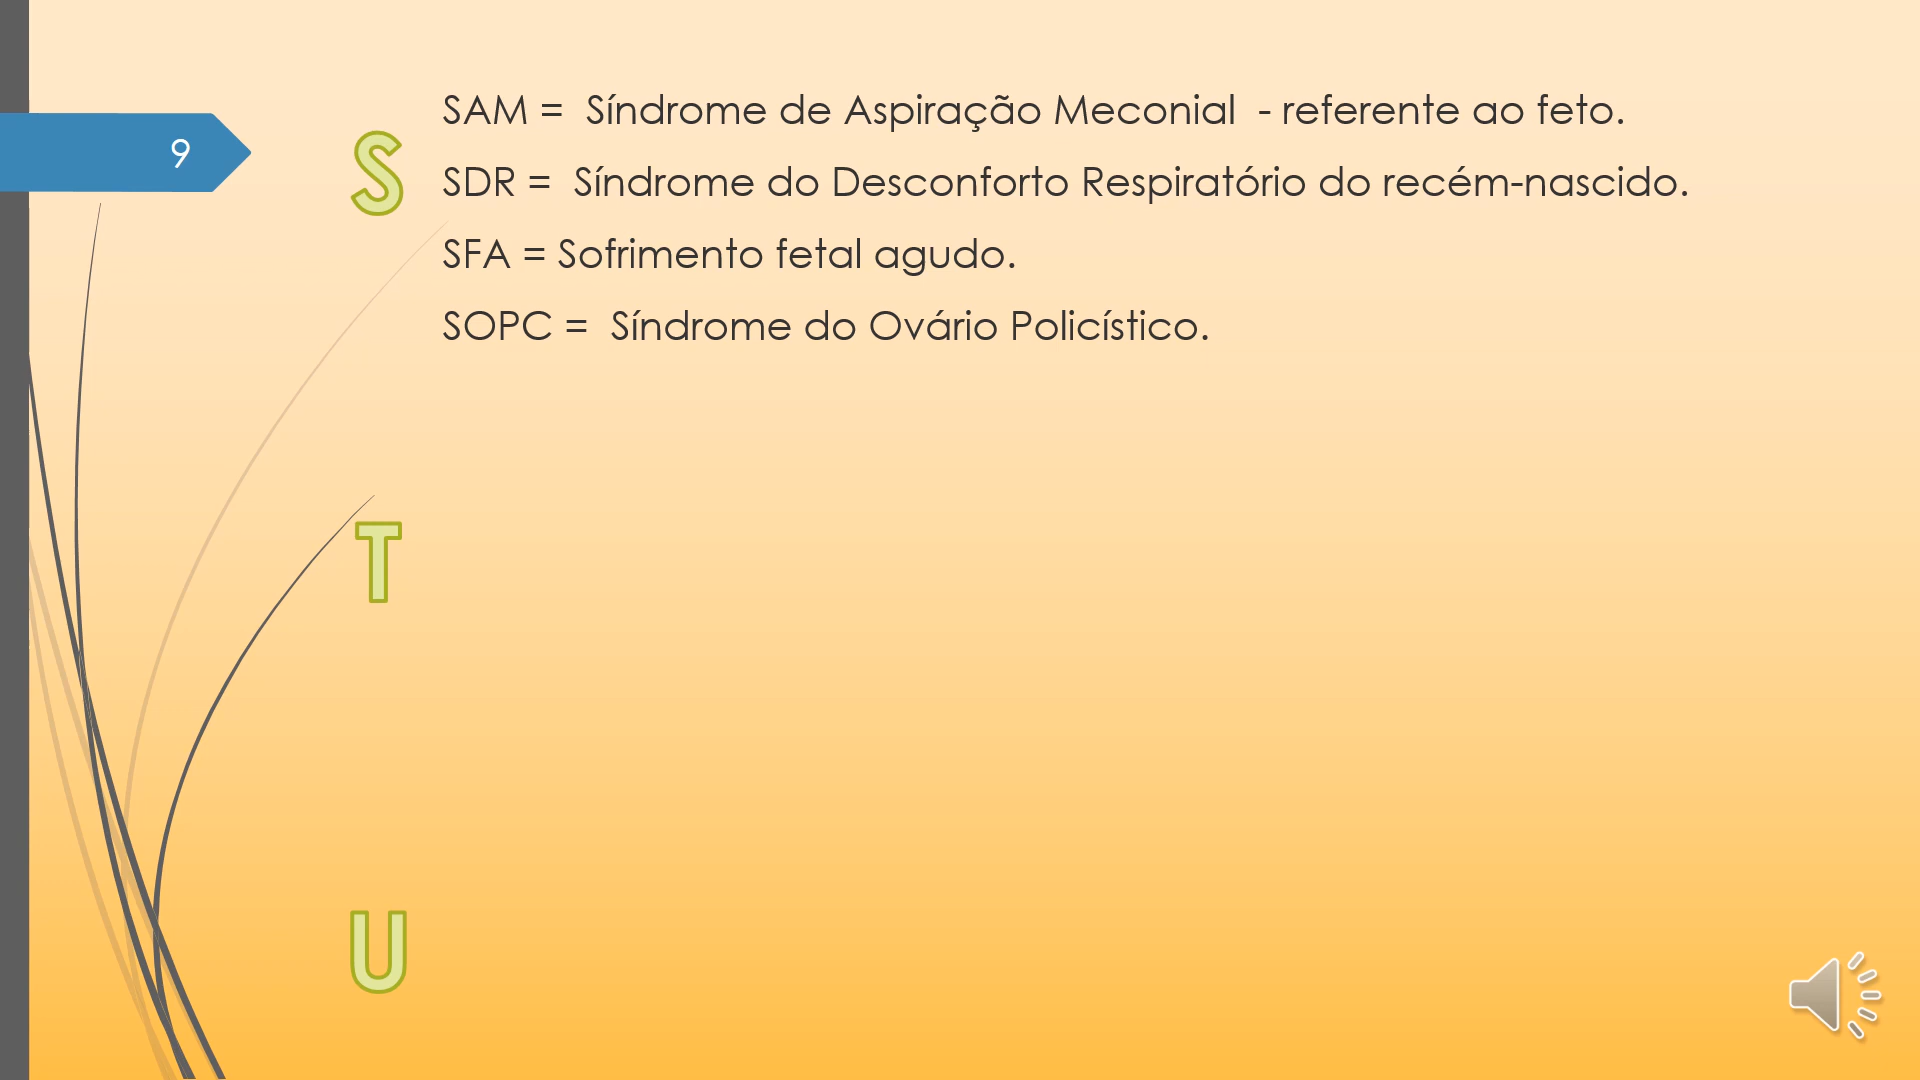 9
S
SAM = Síndrome de Aspiração Meconial - referente ao feto.
SDR = Síndrome do Desconforto Respiratório do recém-nascido.
SFA = Sofrimento fetal agudo.
SOPC = Síndrome do Ovário Policístico.
T
U